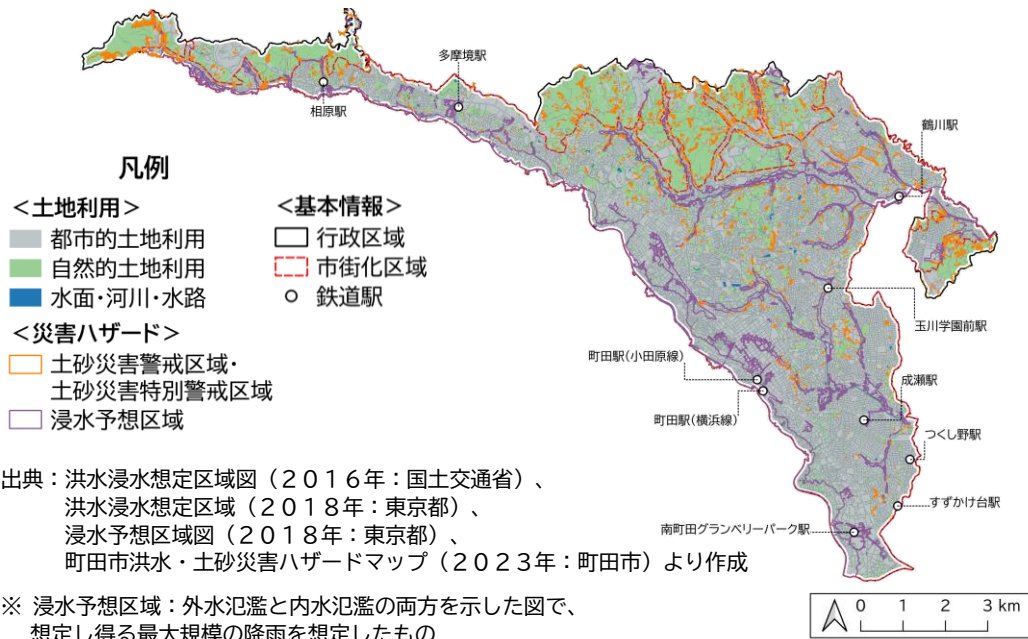 多摩境駅
相原駅
鶴川駅
凡例
<土地利用>
<基本情報>
都市的土地利用
行政区域
自然的土地利用
市街化区域
水面・河川・水路
鉄道駅
<災害ハザード>
土砂災害警戒区域・
土砂災害特別警戒区域
浸水予想区域
玉川学園前駅
町田駅(小田原線)
成瀬駅
町田駅(横浜線)
つくし野駅
すずかけ台駅
南町田グランベリーパーク駅
出典:洪水浸水想定区域図(2016年:国土交通省)、
洪水浸水想定区域(2018年:東京都)、
浸水予想区域図(2018年:東京都)、
町田市洪水・土砂災害ハザードマップ(2023年:町田市)より作成
※ 浸水予想区域:外水氾濫と内水氾濫の両方を示した図で、
想定し得る最大規模の降雨を想定したもの
0 1 2 3 km